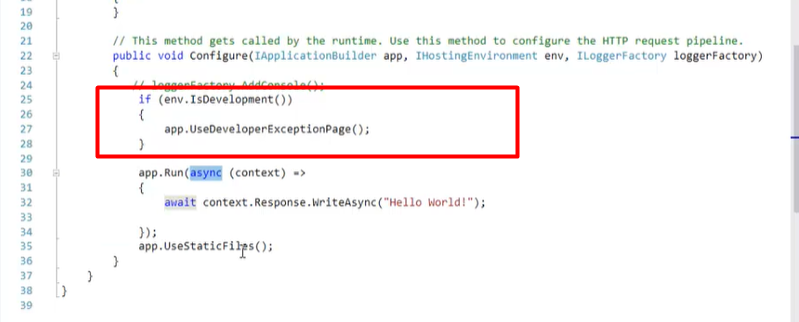 19 }
20
21 // This method gets called by the runtime. Use this method to configure the HTTP request pipeline.
22 public void Configure(IApplicationBuilder app, IHostingEnvironment env, ILoggerFactory loggerFactory)
23 {
24 // loggerFactory.AddConsole();
25 if (env.IsDevelopment())
26 {
27 app.UseDeveloperExceptionPage();
28 }
29
30 app.Run(async (context) =>
31 {
32 await context.Response.WriteAsync("Hello World!");
33
34 });
35 app.UseStaticFiles();
36 }
37 }
38 }
39